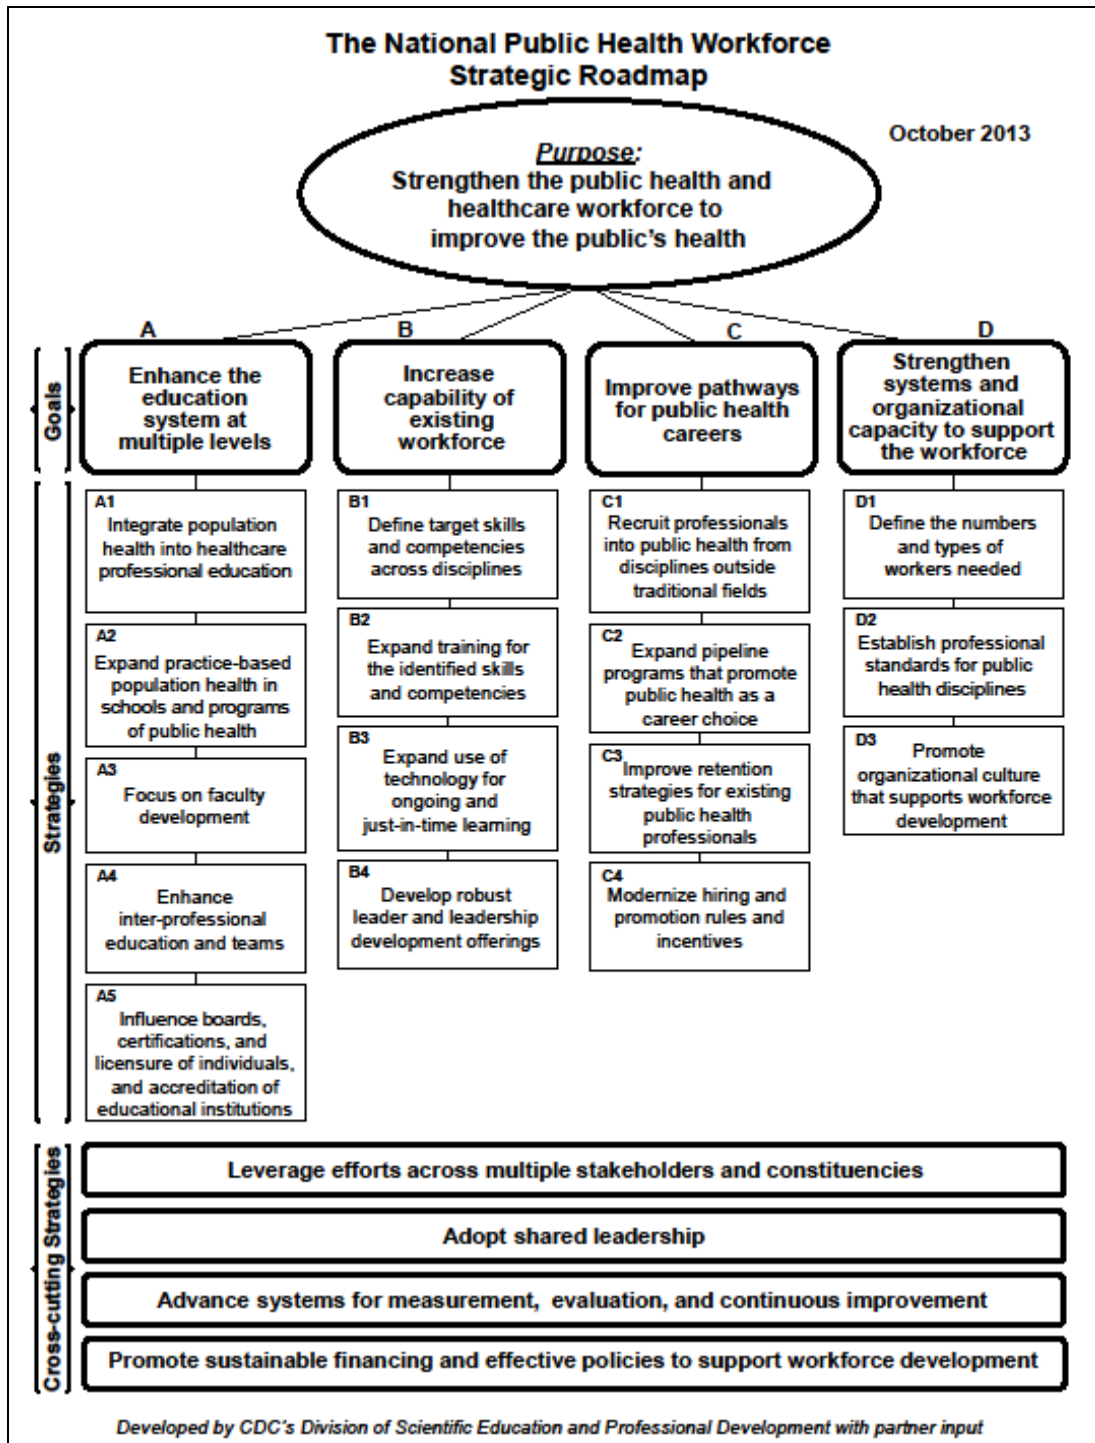 The National Public Health Workforce
Strategic Roadmap
October 2013
Purpose:
Strengthen the public health and
healthcare workforce to
improve the public's health
A
B
C
D
Goals
Enhance the
education
system at
multiple levels
Increase
capability of
existing
workforce
Improve pathways
for public health
careers
Strengthen
systems and
organizational
capacity to support
the workforce
Strategies
A1
Integrate population
health into healthcare
professional education
A2
Expand practice-based
population health in
schools and programs
of public health
A3
Focus on faculty
development
A4
Enhance
inter-professional
education and teams
A5
Influence boards,
certifications, and
licensure of individuals,
and accreditation of
educational institutions
B1
Define target skills
and competencies
across disciplines
B2
Expand training for
the identified skills
and competencies
B3
Expand use of
technology for
ongoing and
just-in-time learning
B4
Develop robust
leader and leadership
development offerings
C1
Recruit professionals
into public health from
disciplines outside
traditional fields
C2
Expand pipeline
programs that promote
public health as a
career choice
C3
Improve retention
strategies for existing
public health
professionals
C4
Modernize hiring and
promotion rules and
incentives
D1
Define the numbers
and types of
workers needed
D2
Establish professional
standards for public
health disciplines
D3
Promote
organizational culture
that supports workforce
development
Cross-cutting Strategies
Leverage efforts across multiple stakeholders and constituencies
Adopt shared leadership
Advance systems for measurement, evaluation, and continuous improvement
Promote sustainable financing and effective policies to support workforce development
Developed by CDC's Division of Scientific Education and Professional Development with partner input